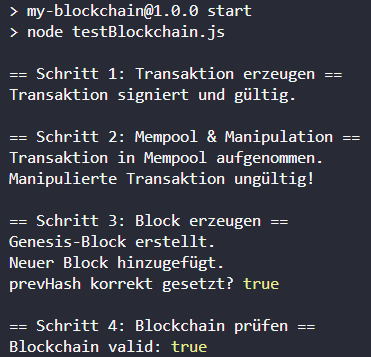 > my-blockchain@1.0.0 start
> node testBlockchain.js
== Schritt 1: Transaktion erzeugen ==
Transaktion signiert und gültig.
== Schritt 2: Mempool & Manipulation ==
Transaktion in Mempool aufgenommen.
Manipulierte Transaktion ungültig!
== Schritt 3: Block erzeugen ==
Genesis-Block erstellt.
Neuer Block hinzugefügt.
prevHash korrekt gesetzt? true
== Schritt 4: Blockchain prüfen ==
Blockchain valid: true